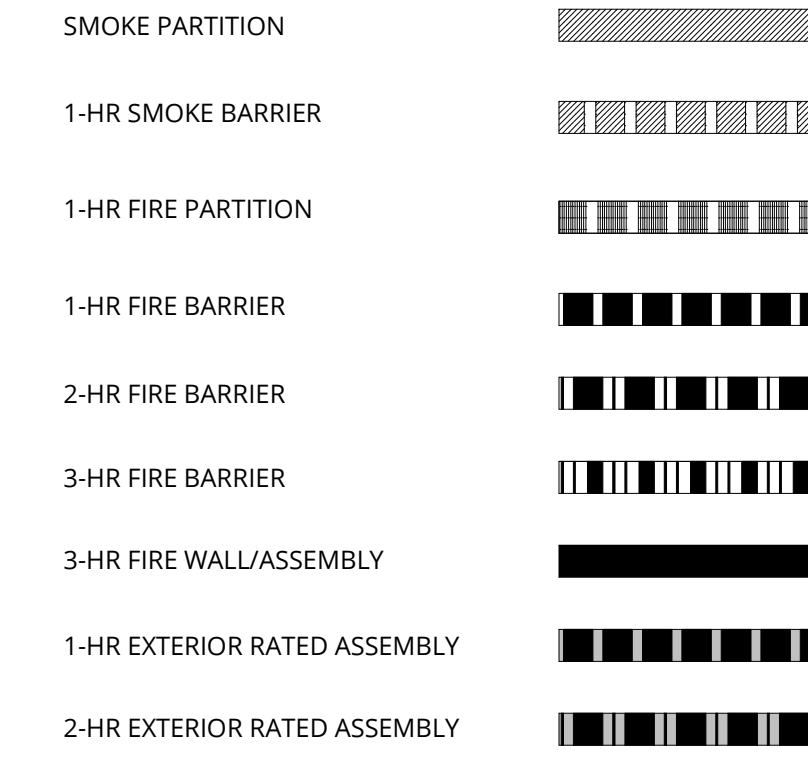 SMOKE PARTITION
1-HR SMOKE BARRIER
1-HR FIRE PARTITION
1-HR FIRE BARRIER
2-HR FIRE BARRIER
3-HR FIRE BARRIER
3-HR FIRE WALL/ASSEMBLY
1-HR EXTERIOR RATED ASSEMBLY
2-HR EXTERIOR RATED ASSEMBLY